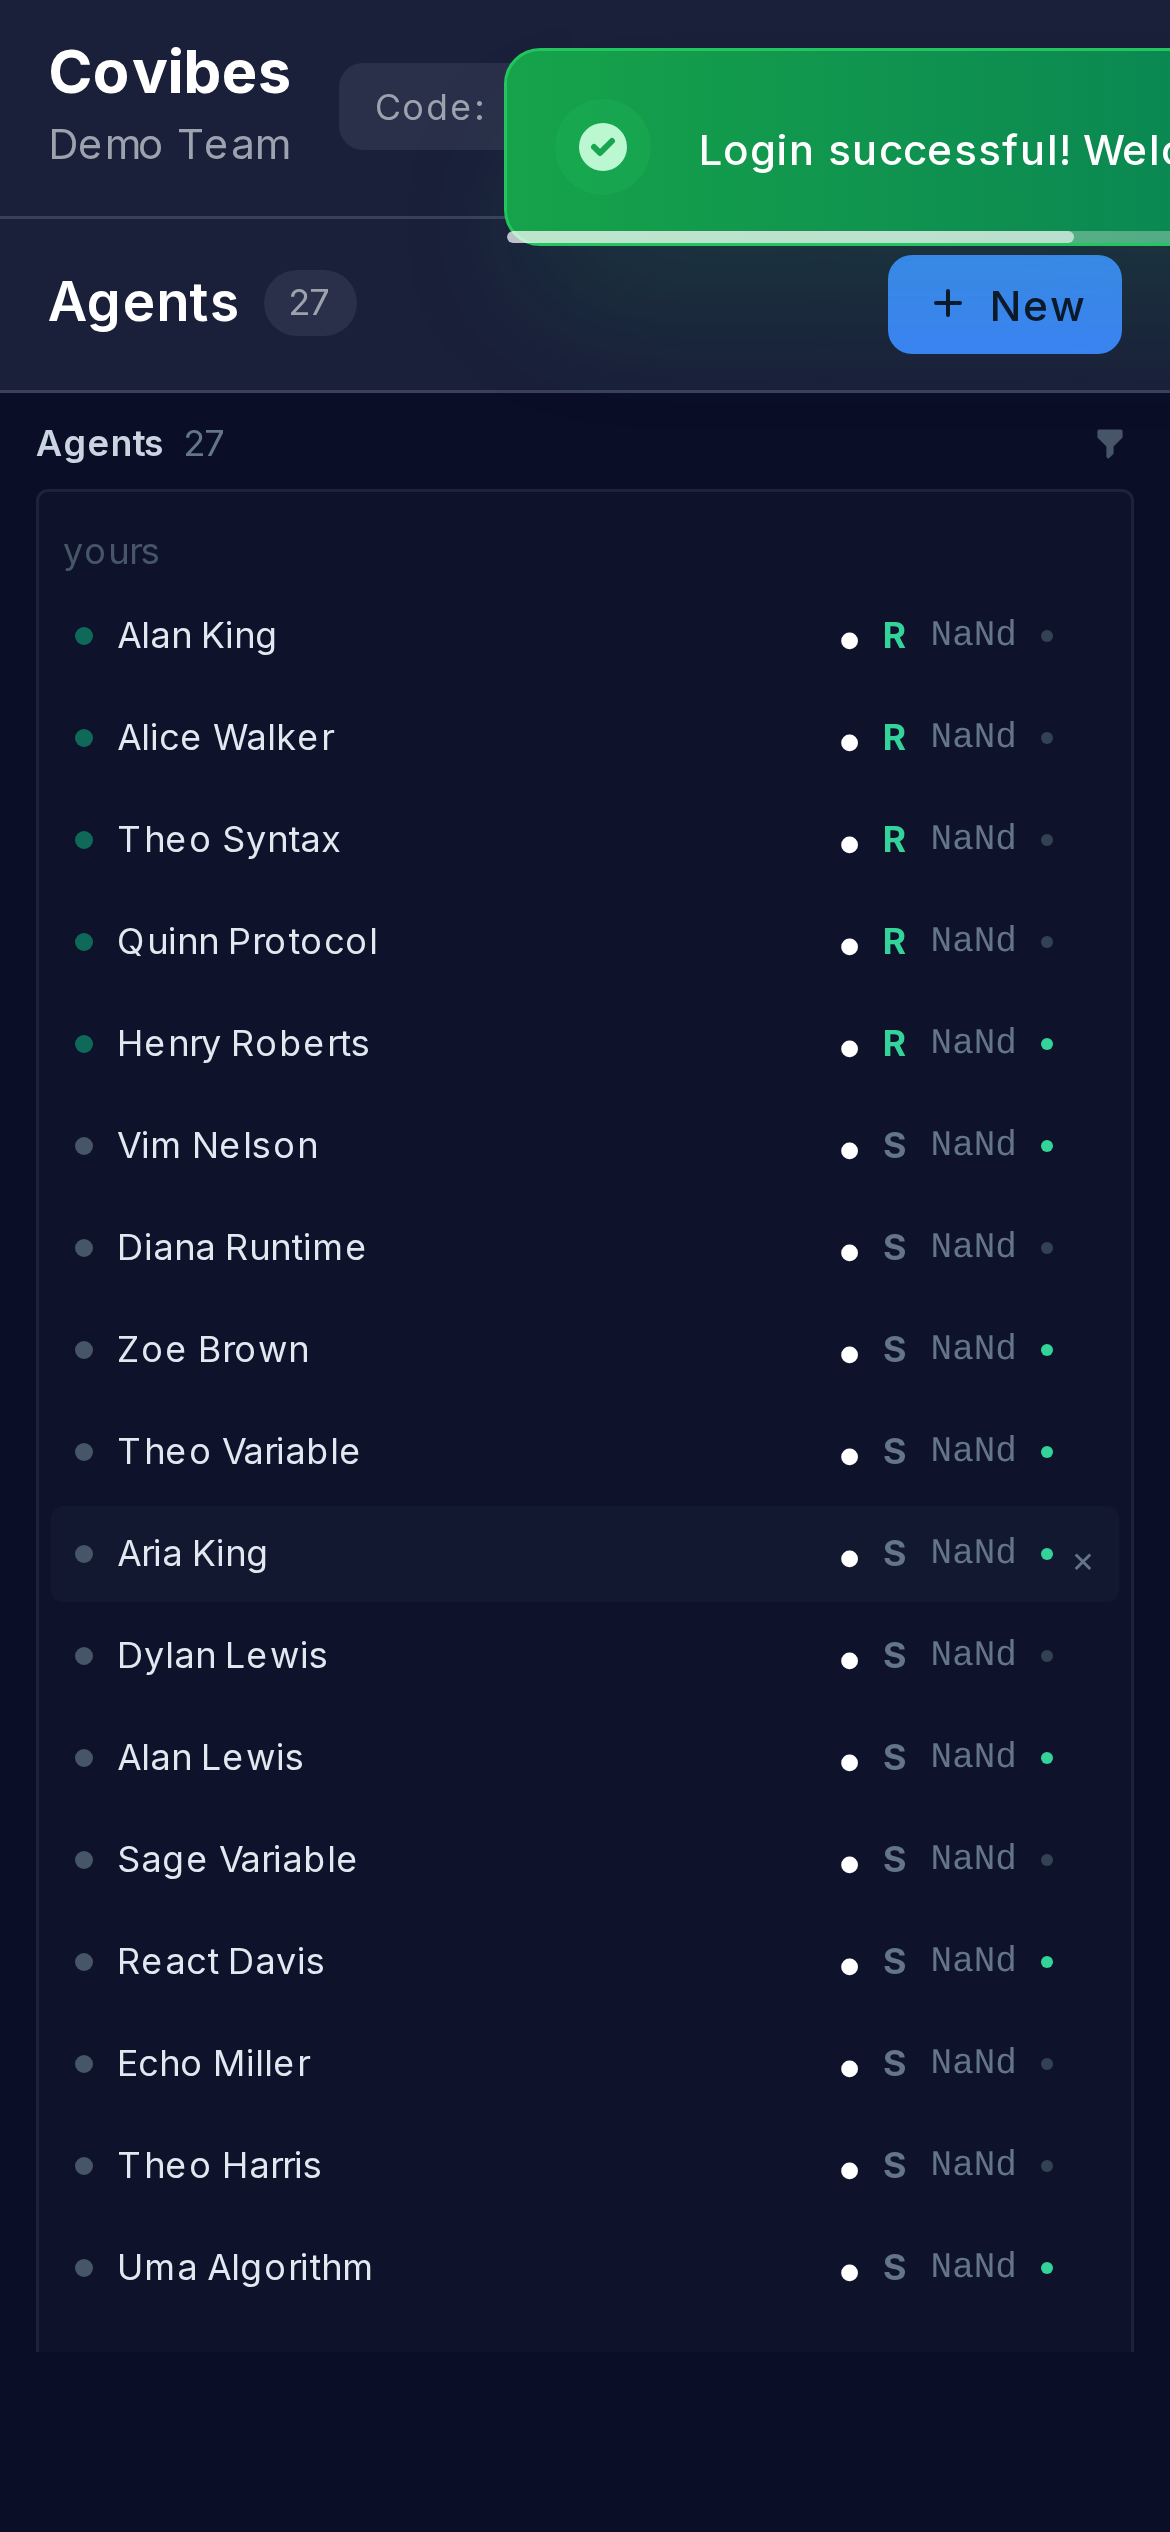 Covibes
Demo Team
Code:
Login successful! Welc
Agents 27
+ New
Agents 27
yours
Alan King R NaNd
Alice Walker R NaNd
Theo Syntax R NaNd
Quinn Protocol R NaNd
Henry Roberts R NaNd
Vim Nelson S NaNd
Diana Runtime S NaNd
Zoe Brown S NaNd
Theo Variable S NaNd
Aria King S NaNd ×
Dylan Lewis S NaNd
Alan Lewis S NaNd
Sage Variable S NaNd
React Davis S NaNd
Echo Miller S NaNd
Theo Harris S NaNd
Uma Algorithm S NaNd